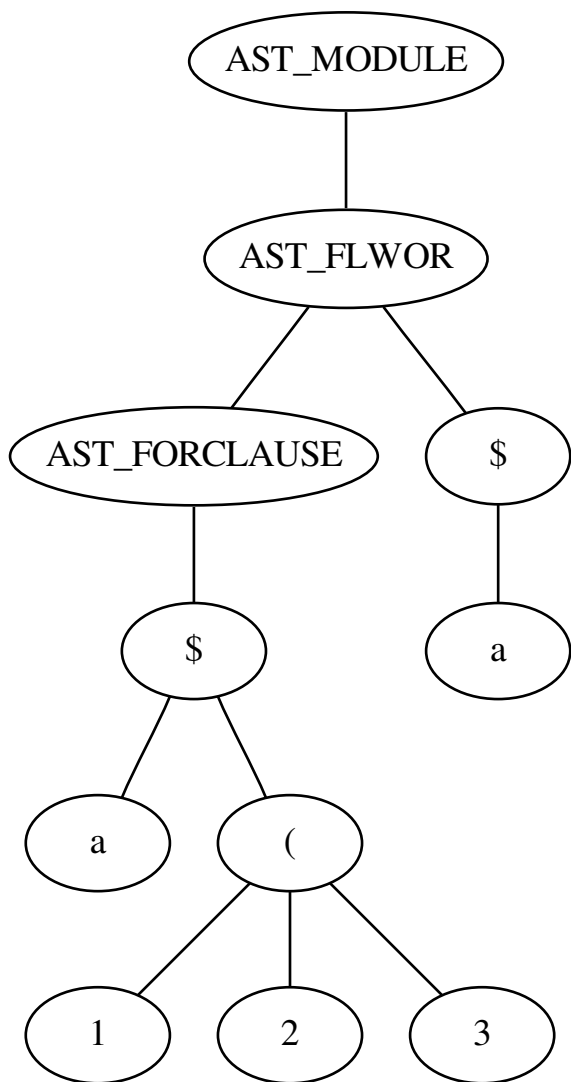 AST_MODULE
AST_FLWOR
AST_FORCLAUSE
$
$
a
a
(
1
2
3